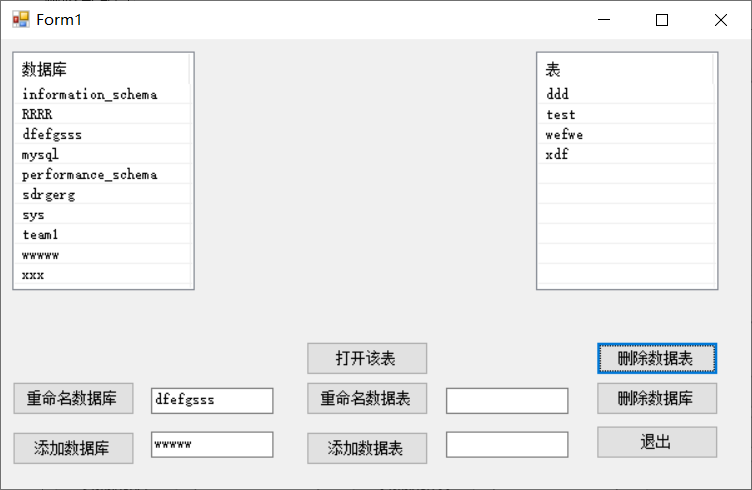 Form1
数据库
information_schema
RRRR
dfefgsss
mysql
performance_schema
sdrgerg
sys
team1
wwwww
xxx
表
ddd
test
wefwe
xdf
打开该表
删除数据表
重命名数据库
dfefgsss
重命名数据表
删除数据库
添加数据库
wwwww
添加数据表
退出